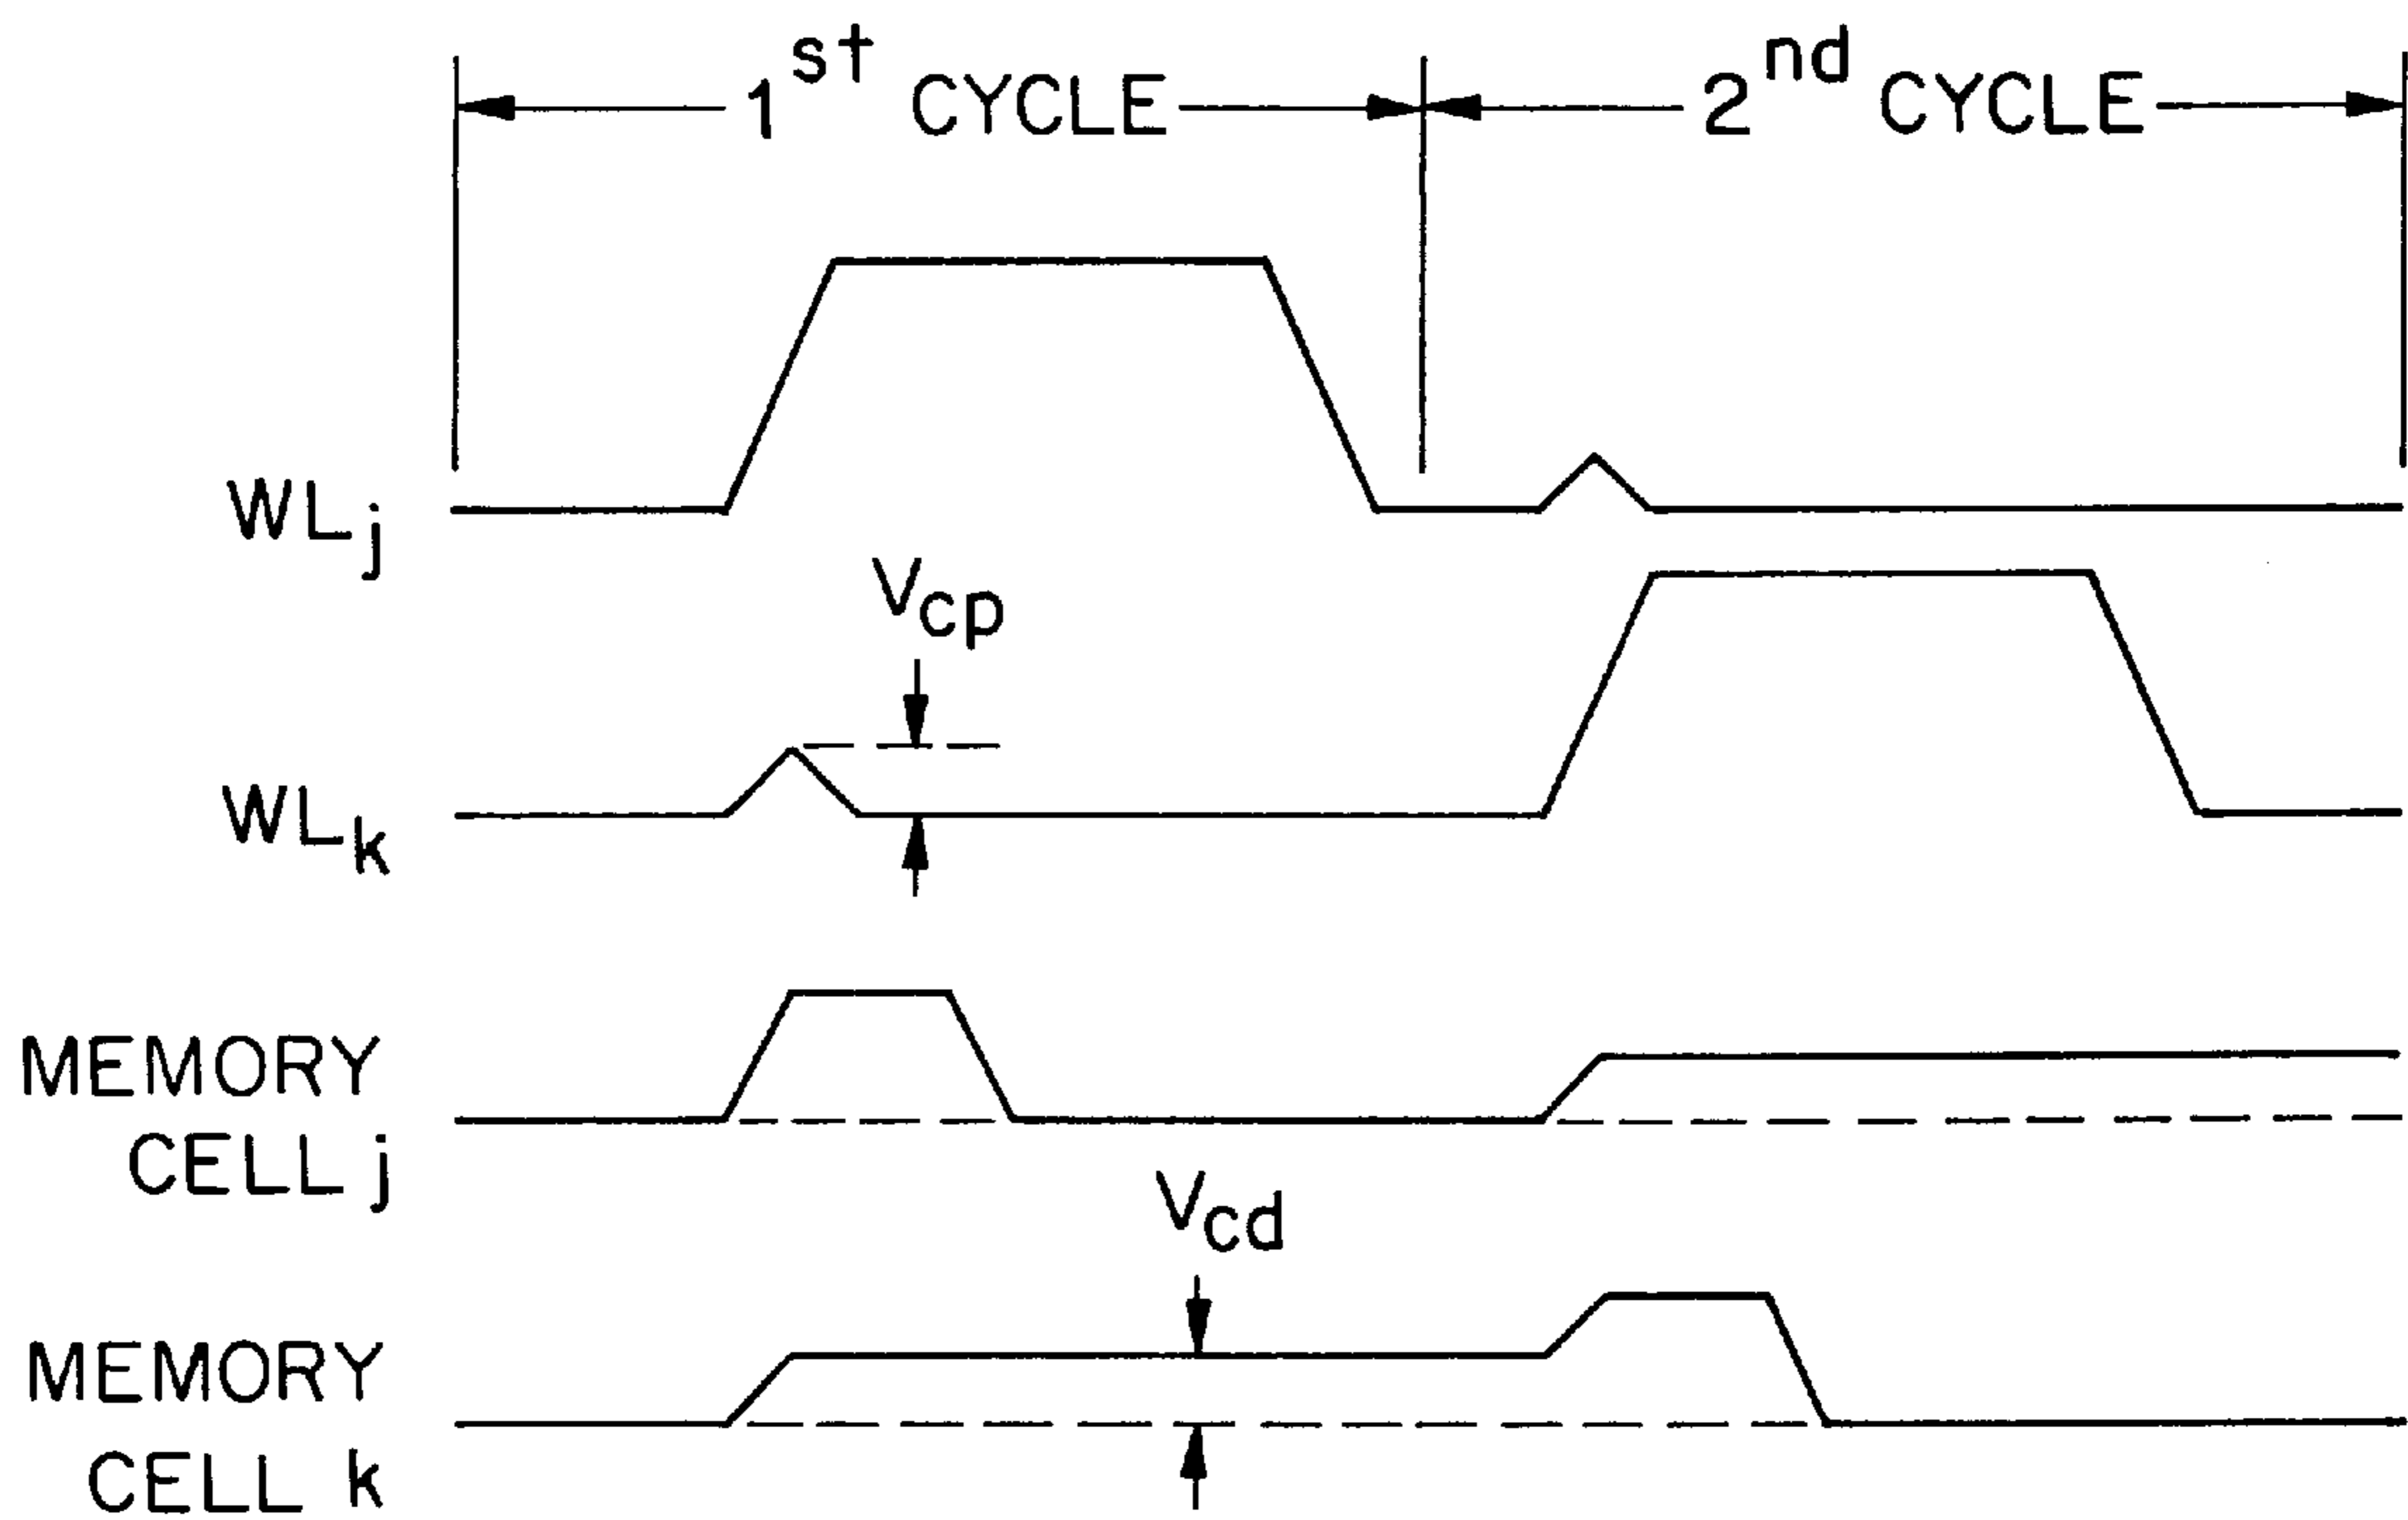 1st CYCLE
2nd CYCLE
WLj
Vcp
WLk
MEMORY
CELL j
Vcd
MEMORY
CELL k